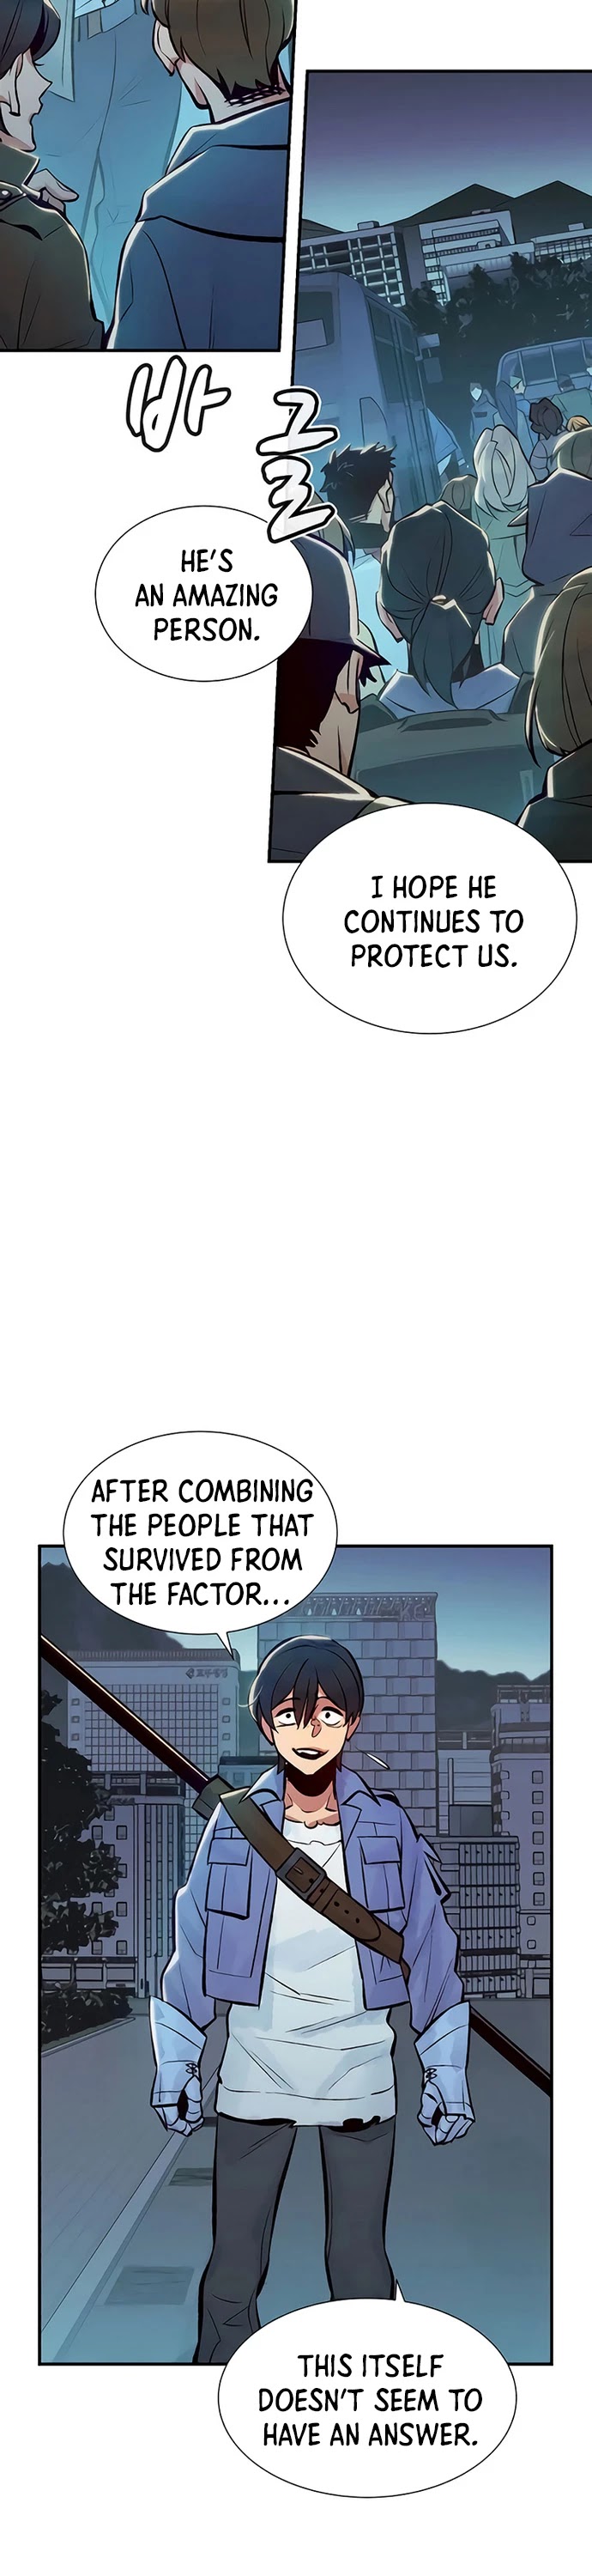 바글
HE'S
AN AMAZING
PERSON.
I HOPE HE
CONTINUES TO
PROTECT US.
AFTER COMBINING
THE PEOPLE THAT
SURVIVED FROM
THE FACTOR...
THIS ITSELF
DOESN'T SEEM TO
HAVE AN ANSWER.